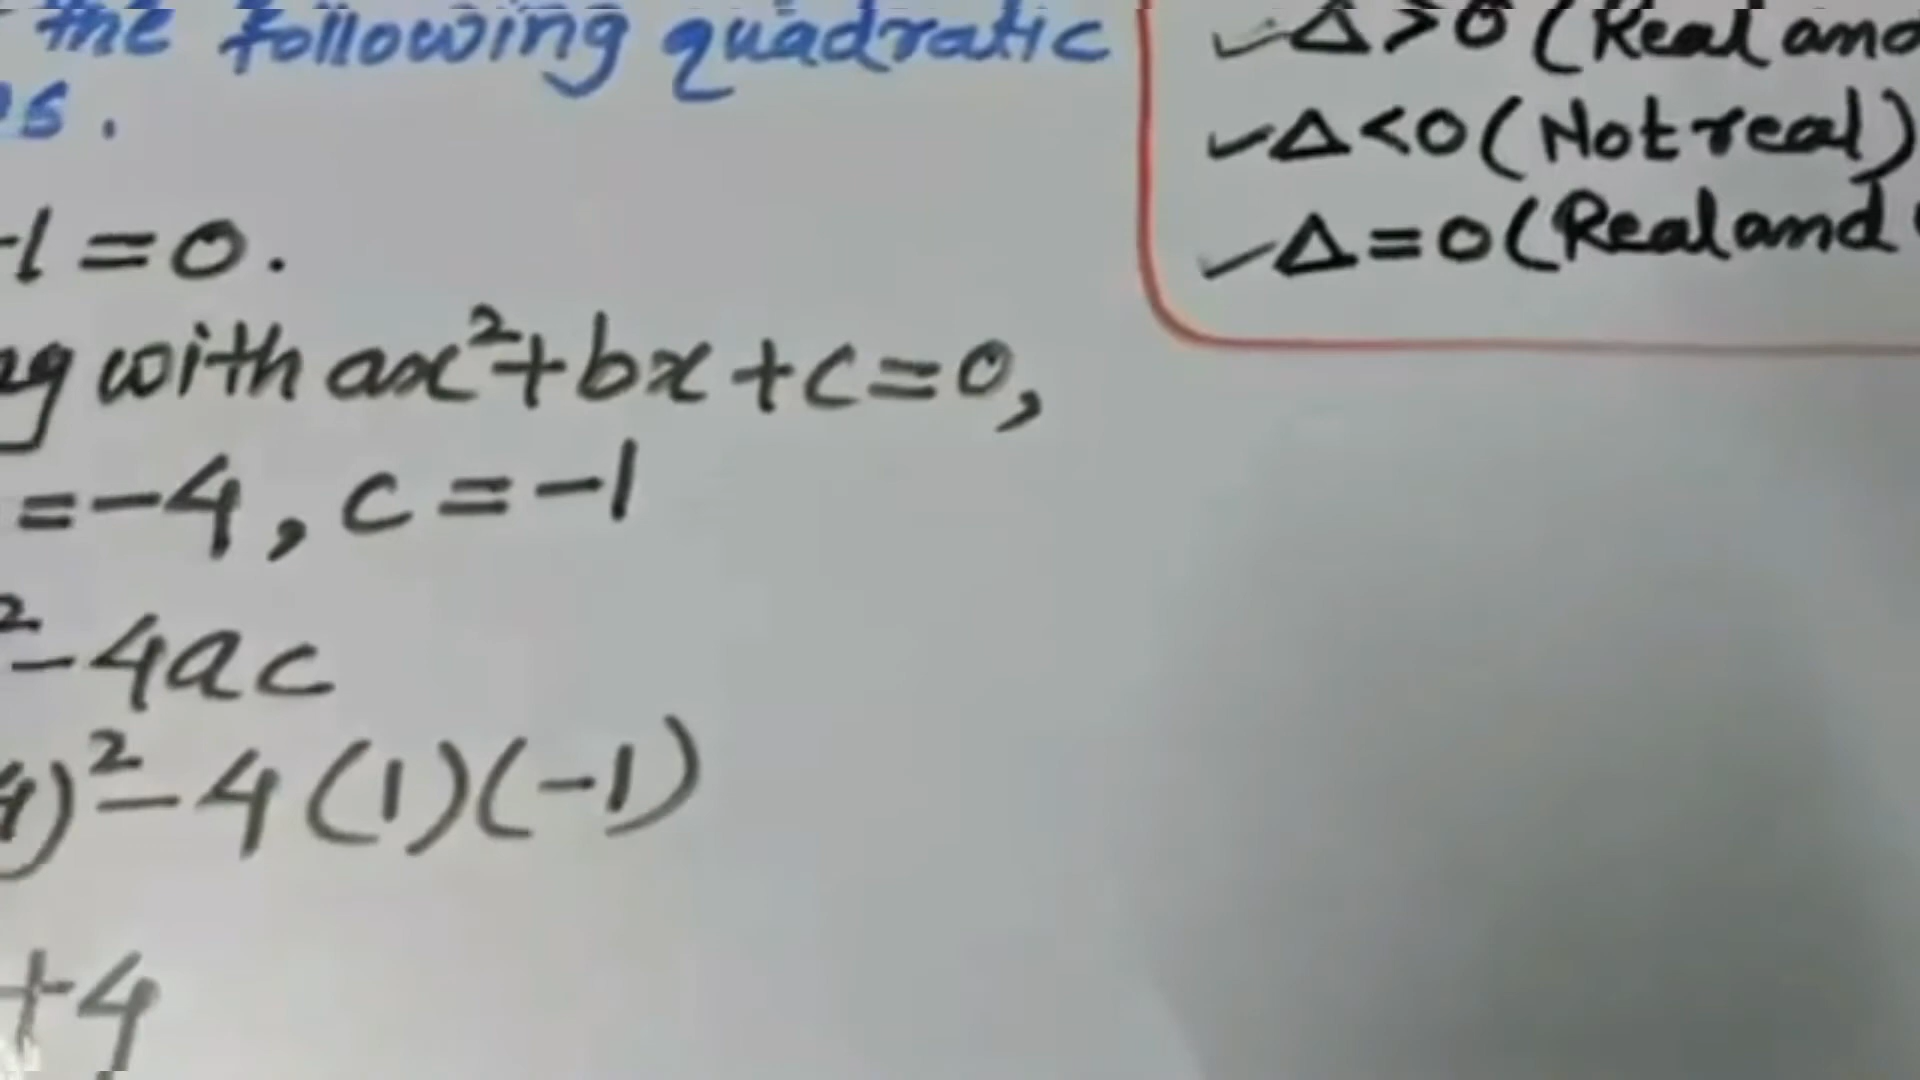 the following quadratic
s.
-1 = 0.
g with ax²+bx+c=0,
=-4, c=-1
²-4ac
4)²-4(1)(-1)
+4
✓Δ>0 (Real and
✓Δ<0 (Not real)
✓Δ=0 (Real and